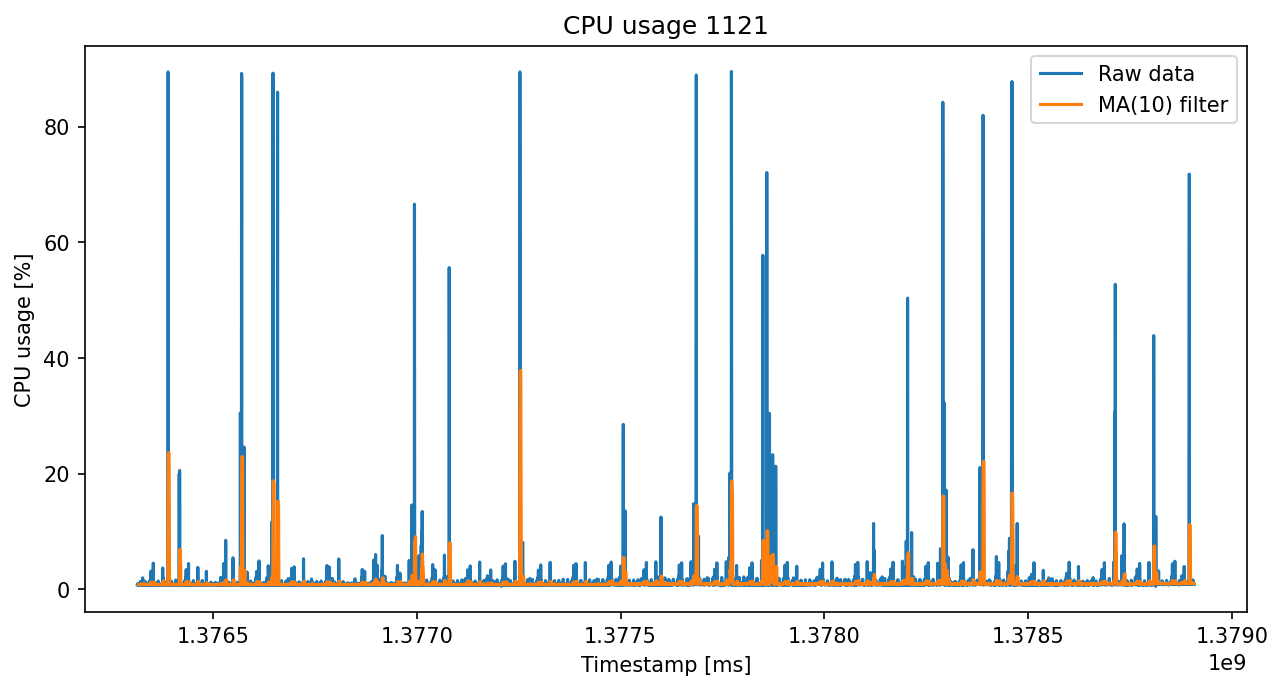 CPU usage 1121
Raw data
MA(10) filter
CPU usage [%]
80
60
40
20
0
1.3765 1.3770 1.3775 1.3780 1.3785 1.3790
1e9
Timestamp [ms]